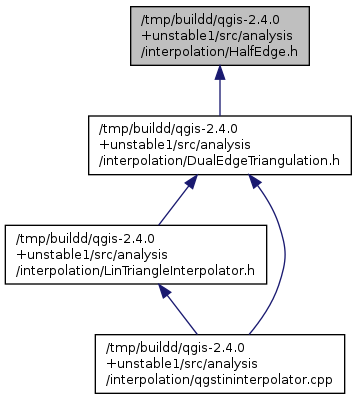 /tmp/buildd/qgis-2.4.0
+unstable1/src/analysis
/interpolation/HalfEdge.h
/tmp/buildd/qgis-2.4.0
+unstable1/src/analysis
/interpolation/DualEdgeTriangulation.h
/tmp/buildd/qgis-2.4.0
+unstable1/src/analysis
/interpolation/LinTriangleInterpolator.h
/tmp/buildd/qgis-2.4.0
+unstable1/src/analysis
/interpolation/qgstininterpolator.cpp